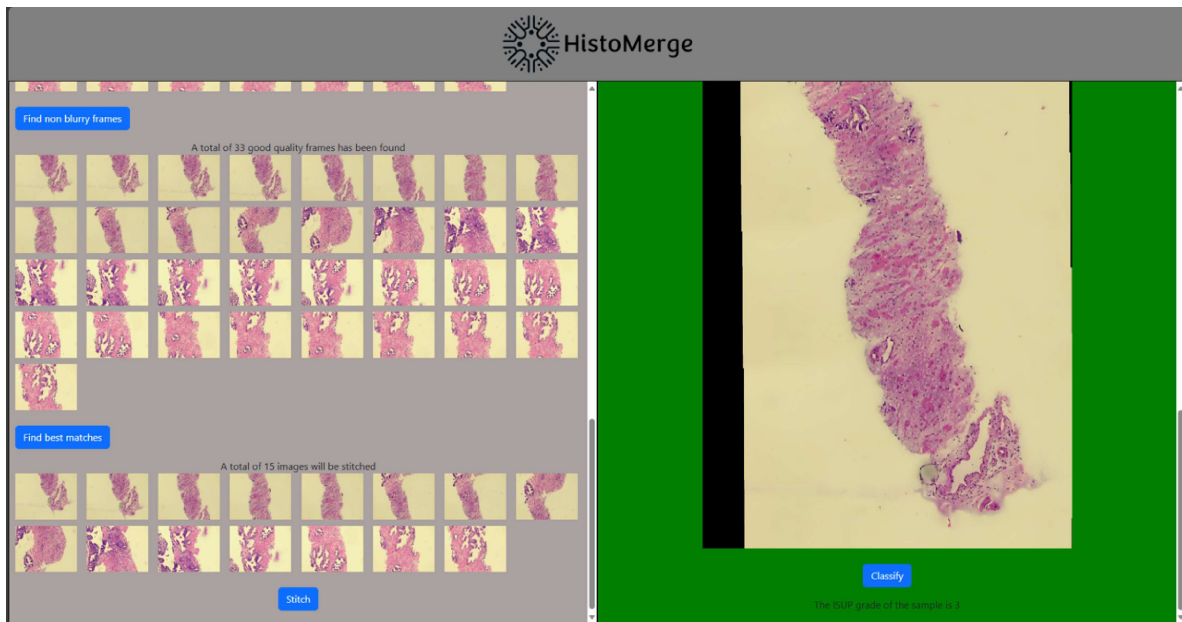 HistoMerge
Find non blurry frames
A total of 33 good quality frames has been found
Find best matches
A total of 15 images will be stitched
Stitch
Classify
The ISUP grade of the sample is 3